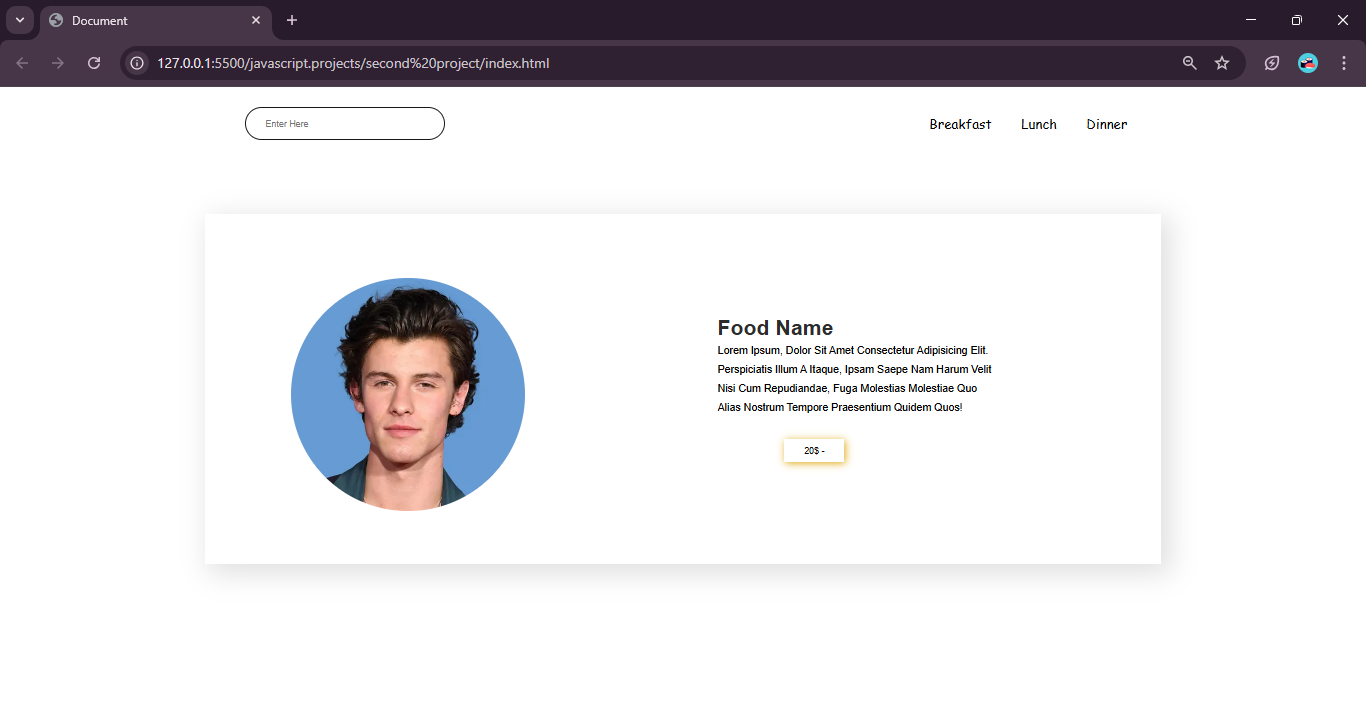 Document
127.0.0.1:5500/javascript.projects/second%20project/index.html
Enter Here
Breakfast Lunch Dinner
Food Name
Lorem Ipsum, Dolor Sit Amet Consectetur Adipisicing Elit.
Perspiciatis Illum A Itaque, Ipsam Saepe Nam Harum Velit
Nisi Cum Repudiandae, Fuga Molestias Molestiae Quo
Alias Nostrum Tempore Praesentium Quidem Quos!
20$ -